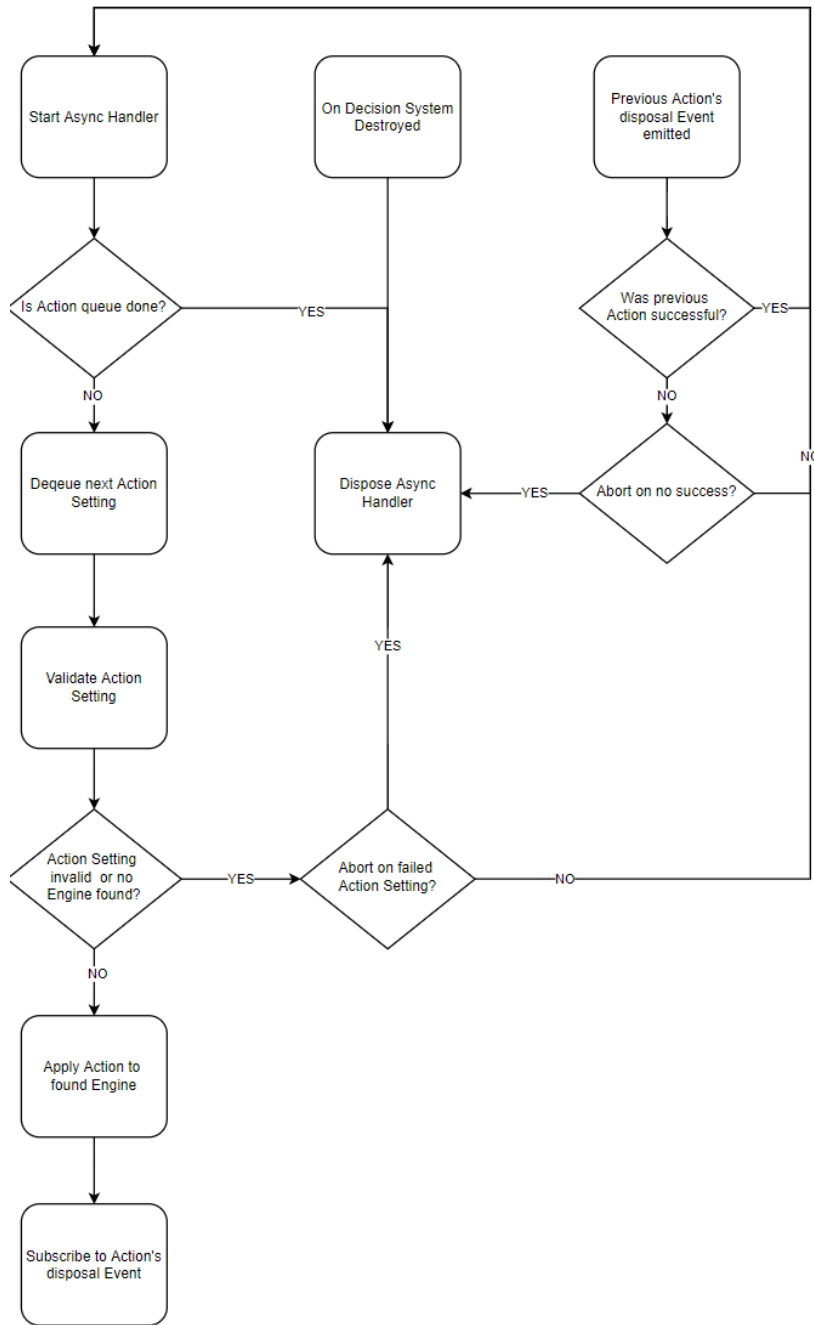 Start Async Handler
On Decision System
Destroyed
Previous Action's
disposal Event
emitted
Is Action queue done?
YES
Was previous
Action successful?
YES
NO
NO
Deqeue next Action
Setting
Dispose Async
Handler
YES
Abort on no success?
NO
Validate Action
Setting
YES
Action Setting
invalid or no
Engine found?
YES
Abort on failed
Action Setting?
NO
NO
Apply Action to
found Engine
Subscribe to Action's
disposal Event